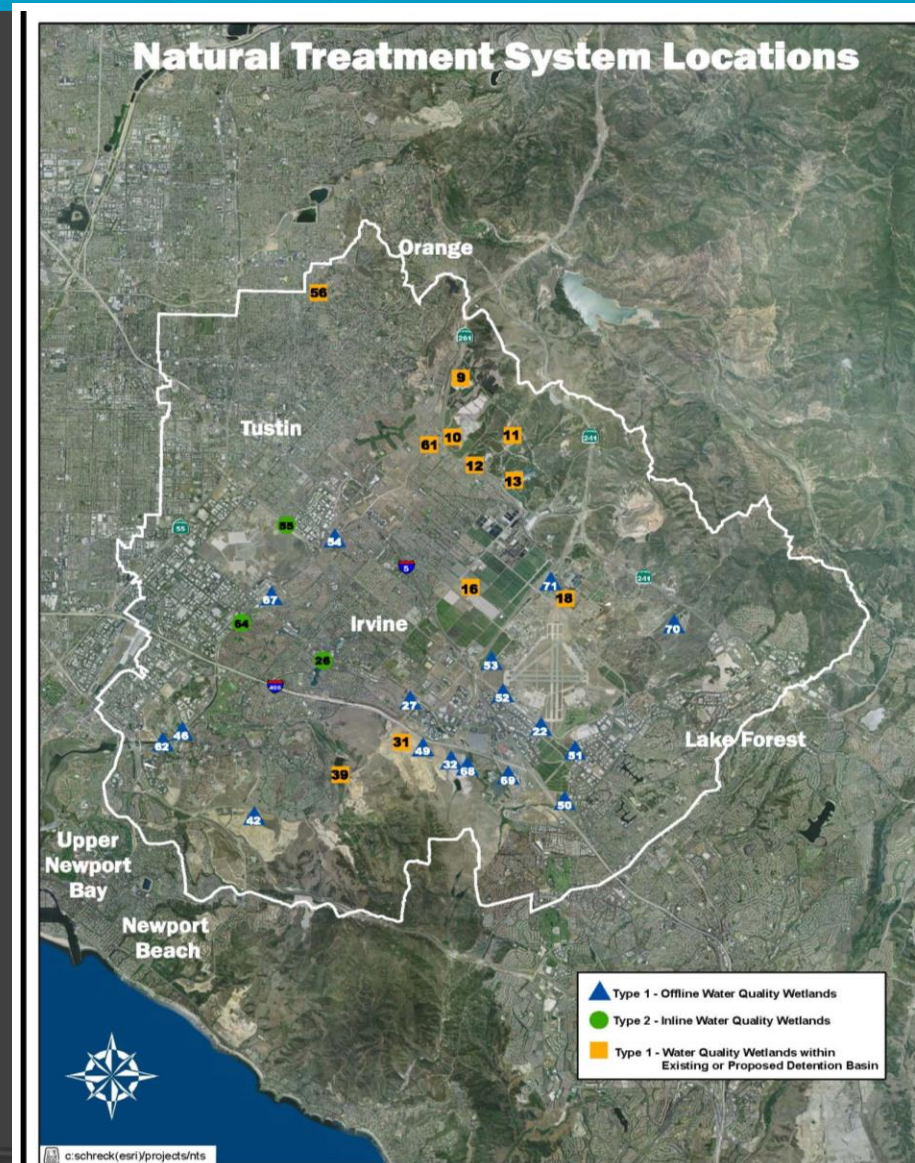 Natural Treatment System Locations
Orange
56
261
9
Tustin
61
10
11
241
12
13
55
55
54
5
71
241
16
18
67
64
Irvine
70
26
53
405
52
27
22
46
62
31
49
51
Lake Forest
32
68
39
69
50
42
Upper
Newport
Bay
Newport
Beach
Type 1 - Offline Water Quality Wetlands
Type 2 - Inline Water Quality Wetlands
Type 1 - Water Quality Wetlands within
Existing or Proposed Detention Basin
c:schreck(esri)/projects/nts